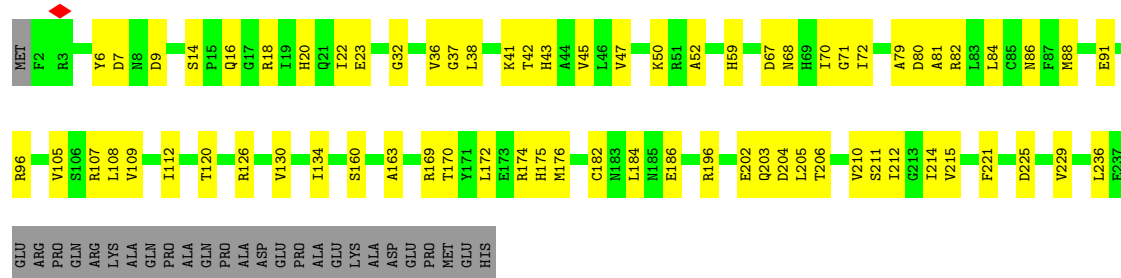 MET F2 R3 Y6 D7 N8 D9 S14 P15 Q16 G17 R18 I19 H20 Q21 I22 E23 G32 V36 G37 L38 K41 T42 H43 A44 V45 L46 V47 K50 R51 A52 H59 D67 N68 H69 I70 G71 I72 A79 D80 A81 R82 L83 L84 C85 N86 F87 M88 E91
R96 V105 S106 R107 L108 V109 I112 T120 R126 V130 I134 S160 A163 R169 T170 Y171 L172 E173 R174 H175 M176 C182 N183 L184 N185 E186 R196 E202 Q203 D204 L205 T206 V210 S211 I212 G213 I214 V215 F221 D225 V229 L236 F237
GLU ARG PRO GLN ARG LYS ALA GLN PRO ALA GLN PRO ALA ASP GLU PRO ALA GLU LYS ALA ASP GLU PRO MET GLU HIS